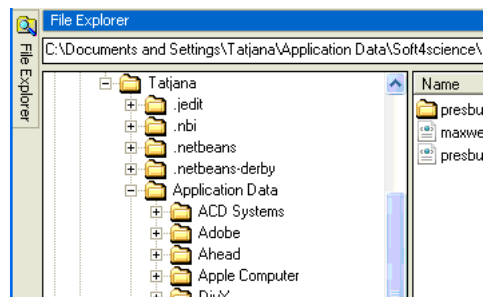 File Explorer
File Explorer
C:\Documents and Settings\Tatjana\Application Data\Soft4science\
Tatjana
.jedit
.nbi
.netbeans
.netbeans-derby
Application Data
ACD Systems
Adobe
Ahead
Apple Computer
DivX
Name
presbu
maxwe
presbu